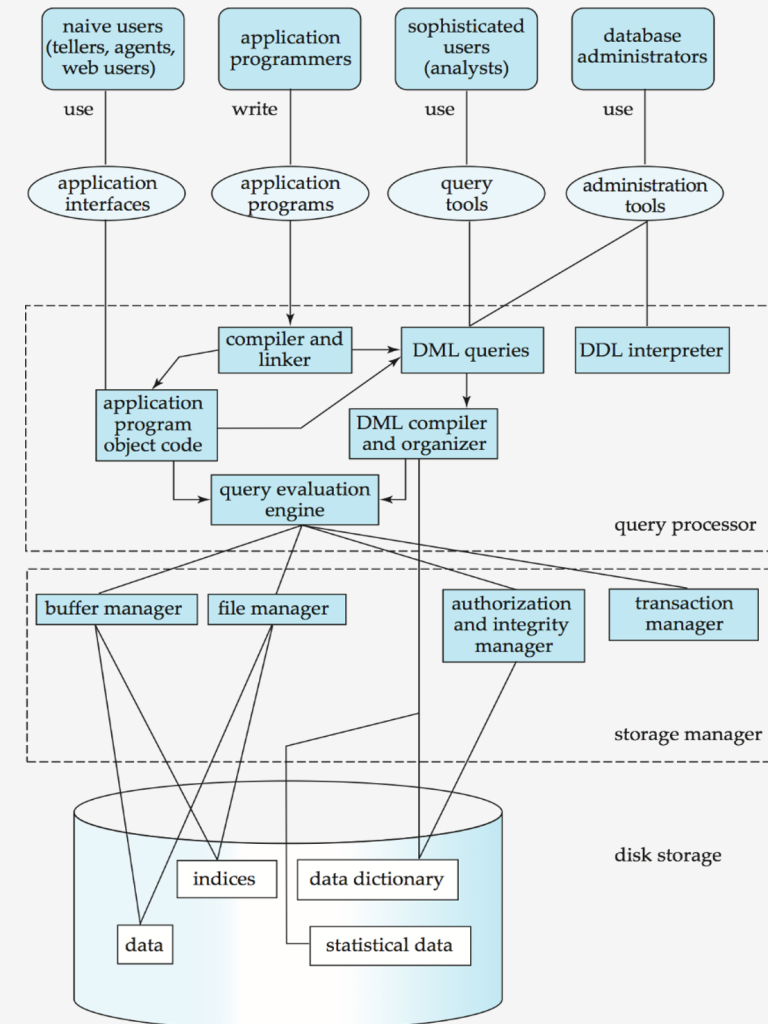 naive users
(tellers, agents,
web users)
application
programmers
sophisticated
users
(analysts)
database
administrators
use
write
use
use
application
interfaces
application
programs
query
tools
administration
tools
compiler and
linker
DML queries
DDL interpreter
application
program
object code
DML compiler
and organizer
query evaluation
engine
query processor
buffer manager
file manager
authorization
and integrity
manager
transaction
manager
storage manager
disk storage
indices
data dictionary
data
statistical data